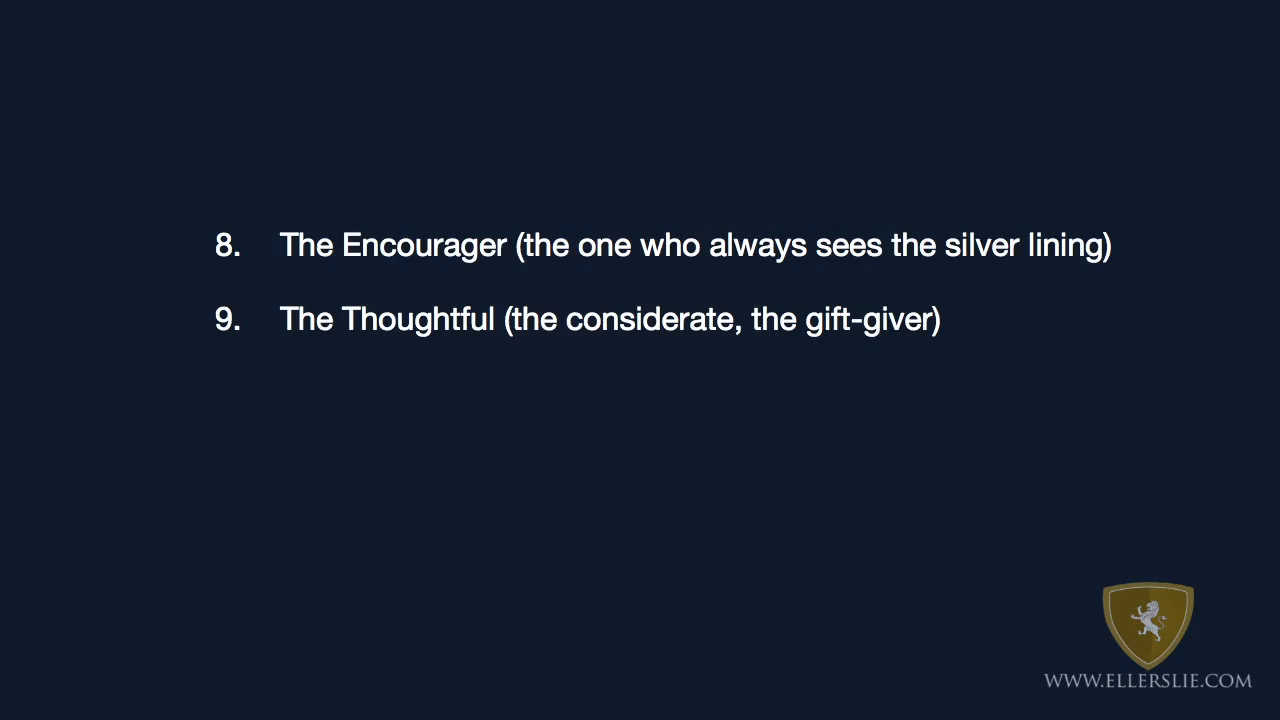 8. The Encourager (the one who always sees the silver lining)
9. The Thoughtful (the considerate, the gift-giver)
WWW.ELLERSLIE.COM